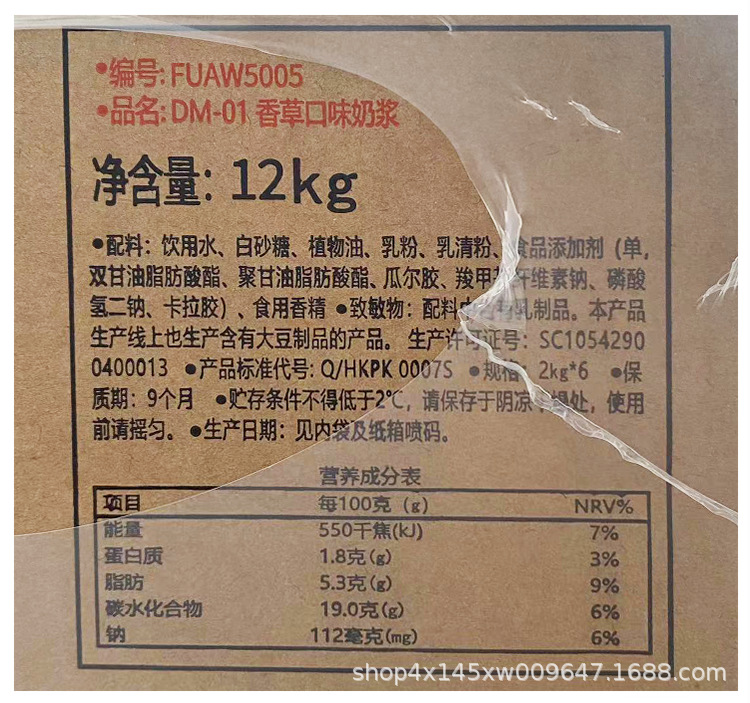 •编号: FUAW5005
•品名: DM-01 香草口味奶浆
净含量: 12kg
•配料：饮用水、白砂糖、植物油、乳粉、乳清粉、食品添加剂（单,
双甘油脂肪酸酯、聚甘油脂肪酸酯、瓜尔胶、羧甲基纤维素钠、磷酸
氢二钠、卡拉胶）、食用香精 •致敏物：配料中含有乳制品。本产品
生产线上也生产含有大豆制品的产品。 生产许可证号：SC1054290
0400013 •产品标准代号: Q/HKPK 0007S •规格：2kg*6 •保
质期：9个月 •贮存条件不得低于2℃，请保存于阴凉干燥处，使用
前请摇匀。 •生产日期：见内袋及纸箱喷码。
营养成分表
项目 每100克（g） NRV%
能量 550千焦(kJ) 7%
蛋白质 1.8克(g) 3%
脂肪 5.3克(g) 9%
碳水化合物 19.0克(g) 6%
钠 112毫克(mg) 6%
shop4x145xw009647.1688.com